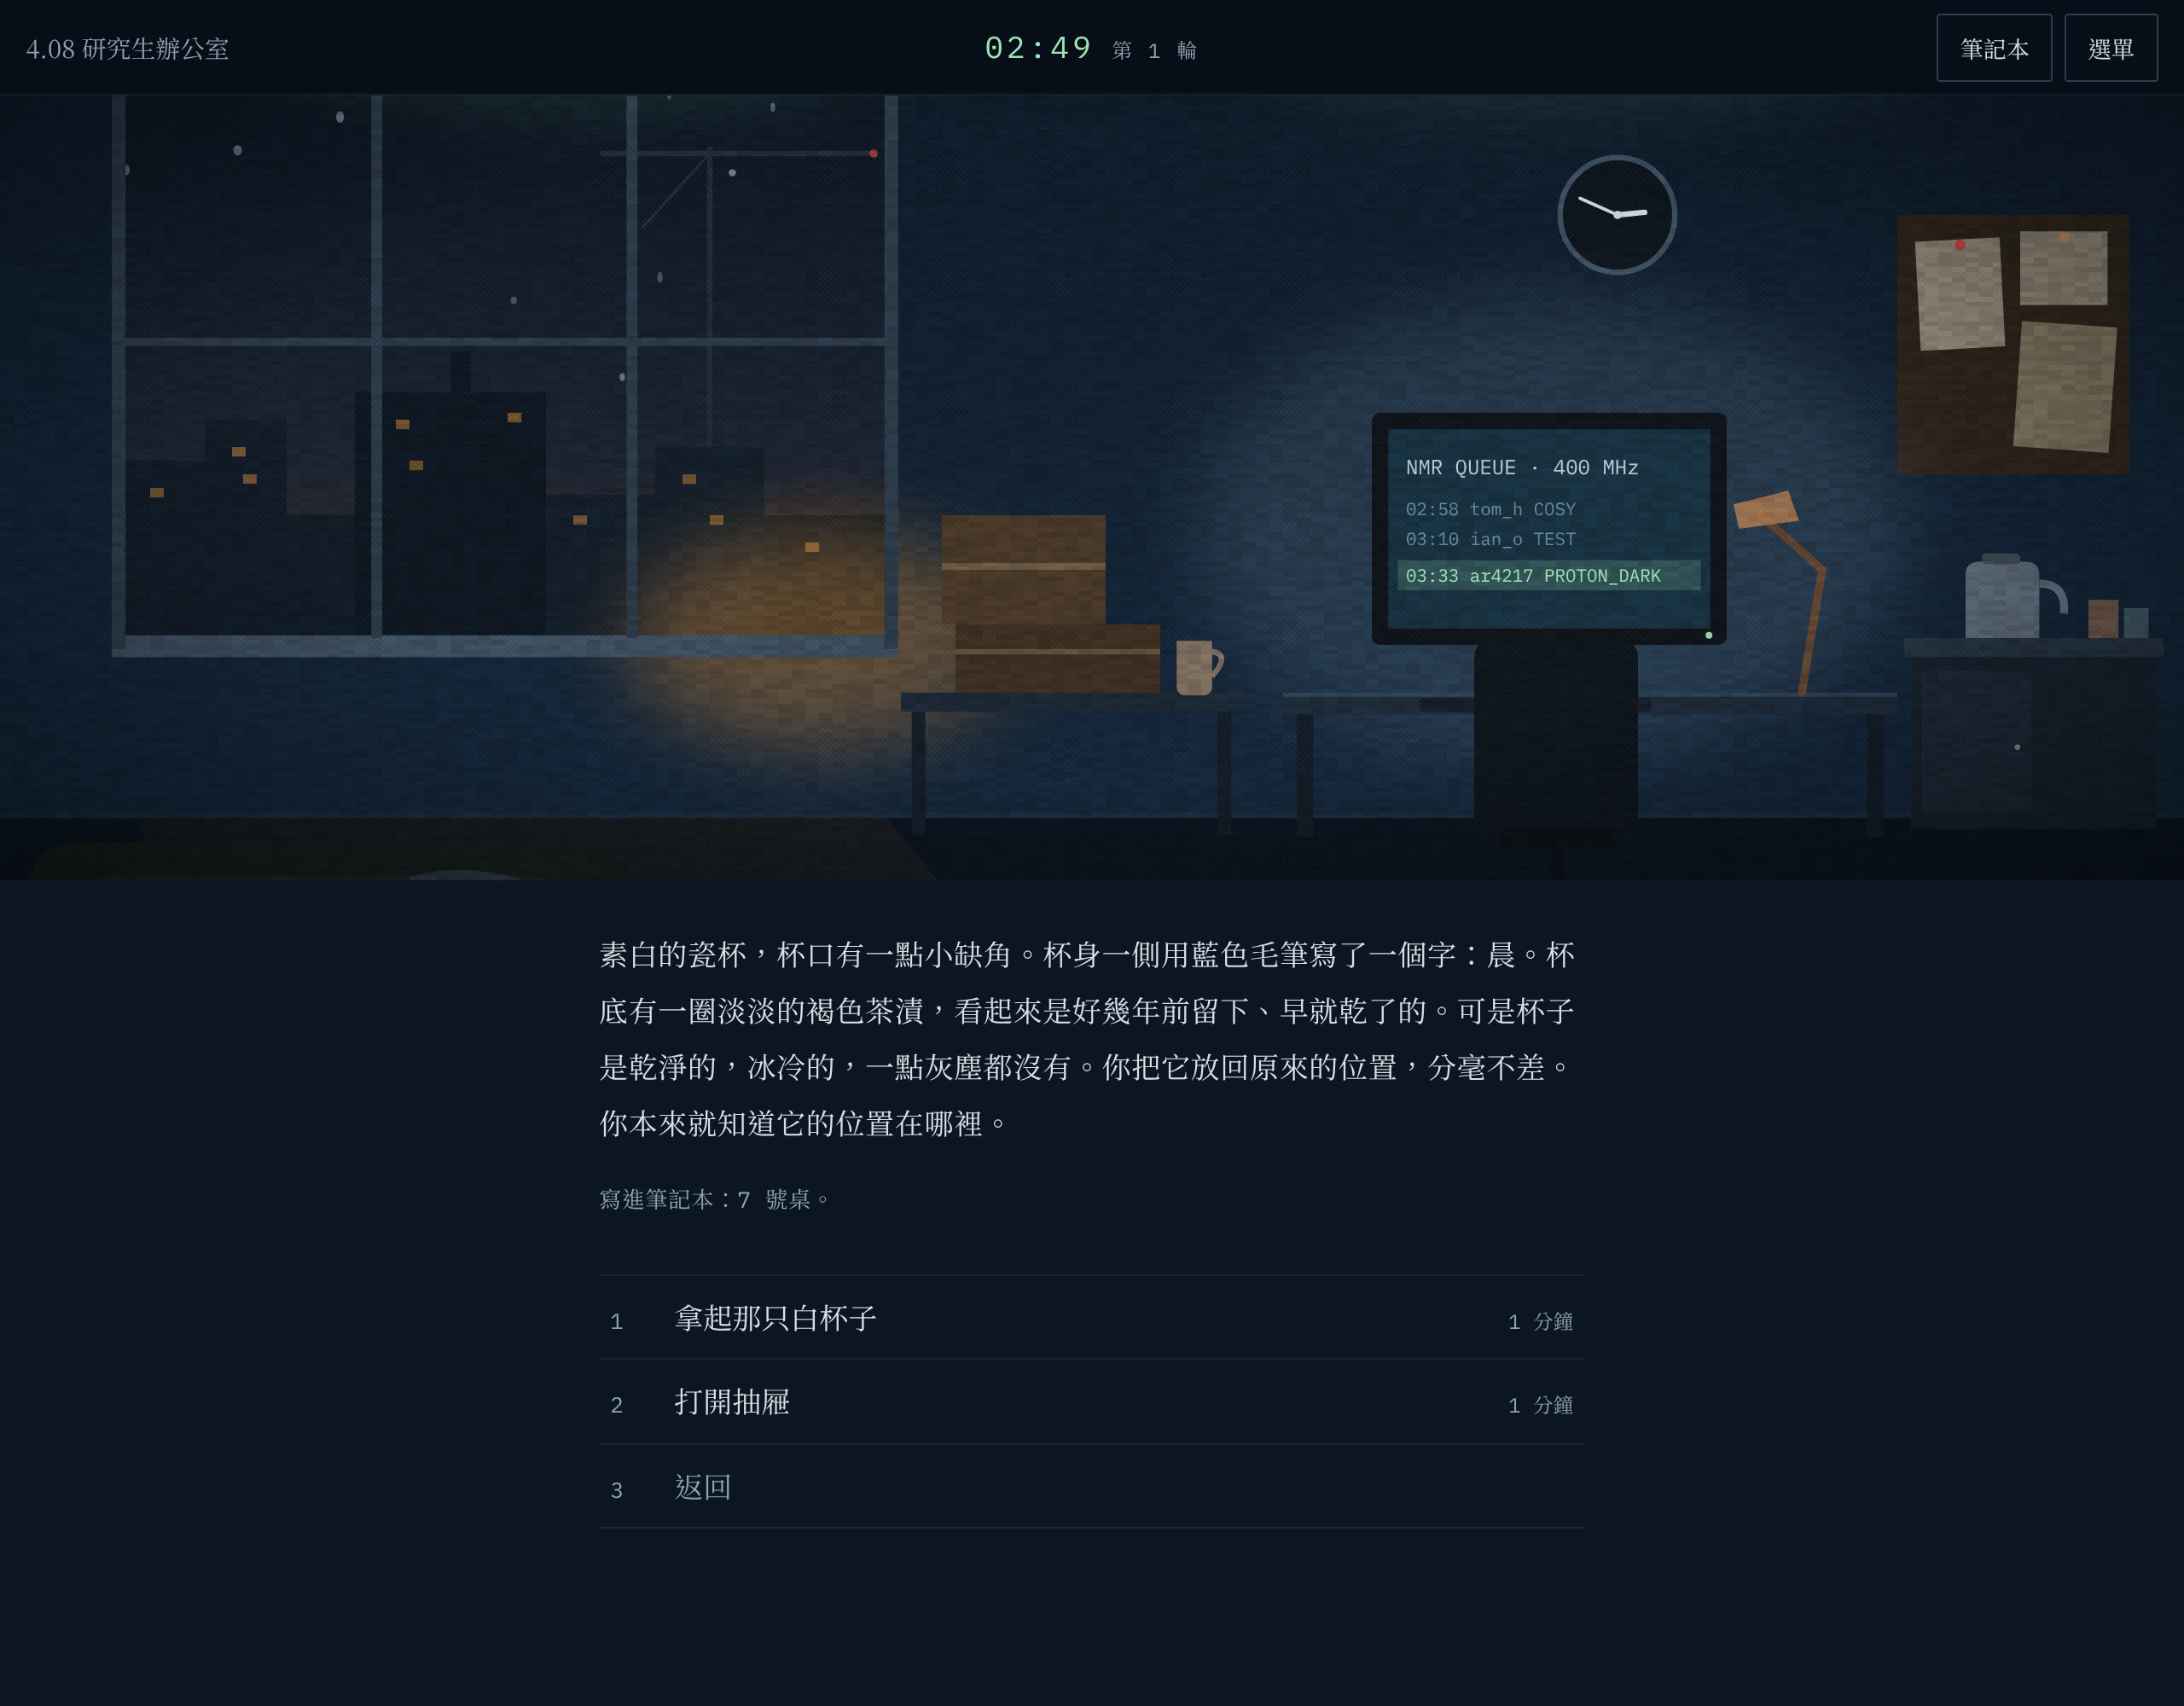 4.08 研究生辦公室
02:49 第 1 輪
筆記本
選單
NMR QUEUE · 400 MHz
02:58 tom_h COSY
03:10 ian_o TEST
03:33 ar4217 PROTON_DARK
素白的瓷杯，杯口有一點小缺角。杯身一側用藍色毛筆寫了一個字：晨。杯
底有一圈淡淡的褐色茶漬，看起來是好幾年前留下、早就乾了的。可是杯子
是乾淨的，冰冷的，一點灰塵都沒有。你把它放回原來的位置，分毫不差。
你本來就知道它的位置在哪裡。
寫進筆記本：7 號桌。
1 拿起那只白杯子 1 分鐘
2 打開抽屜 1 分鐘
3 返回